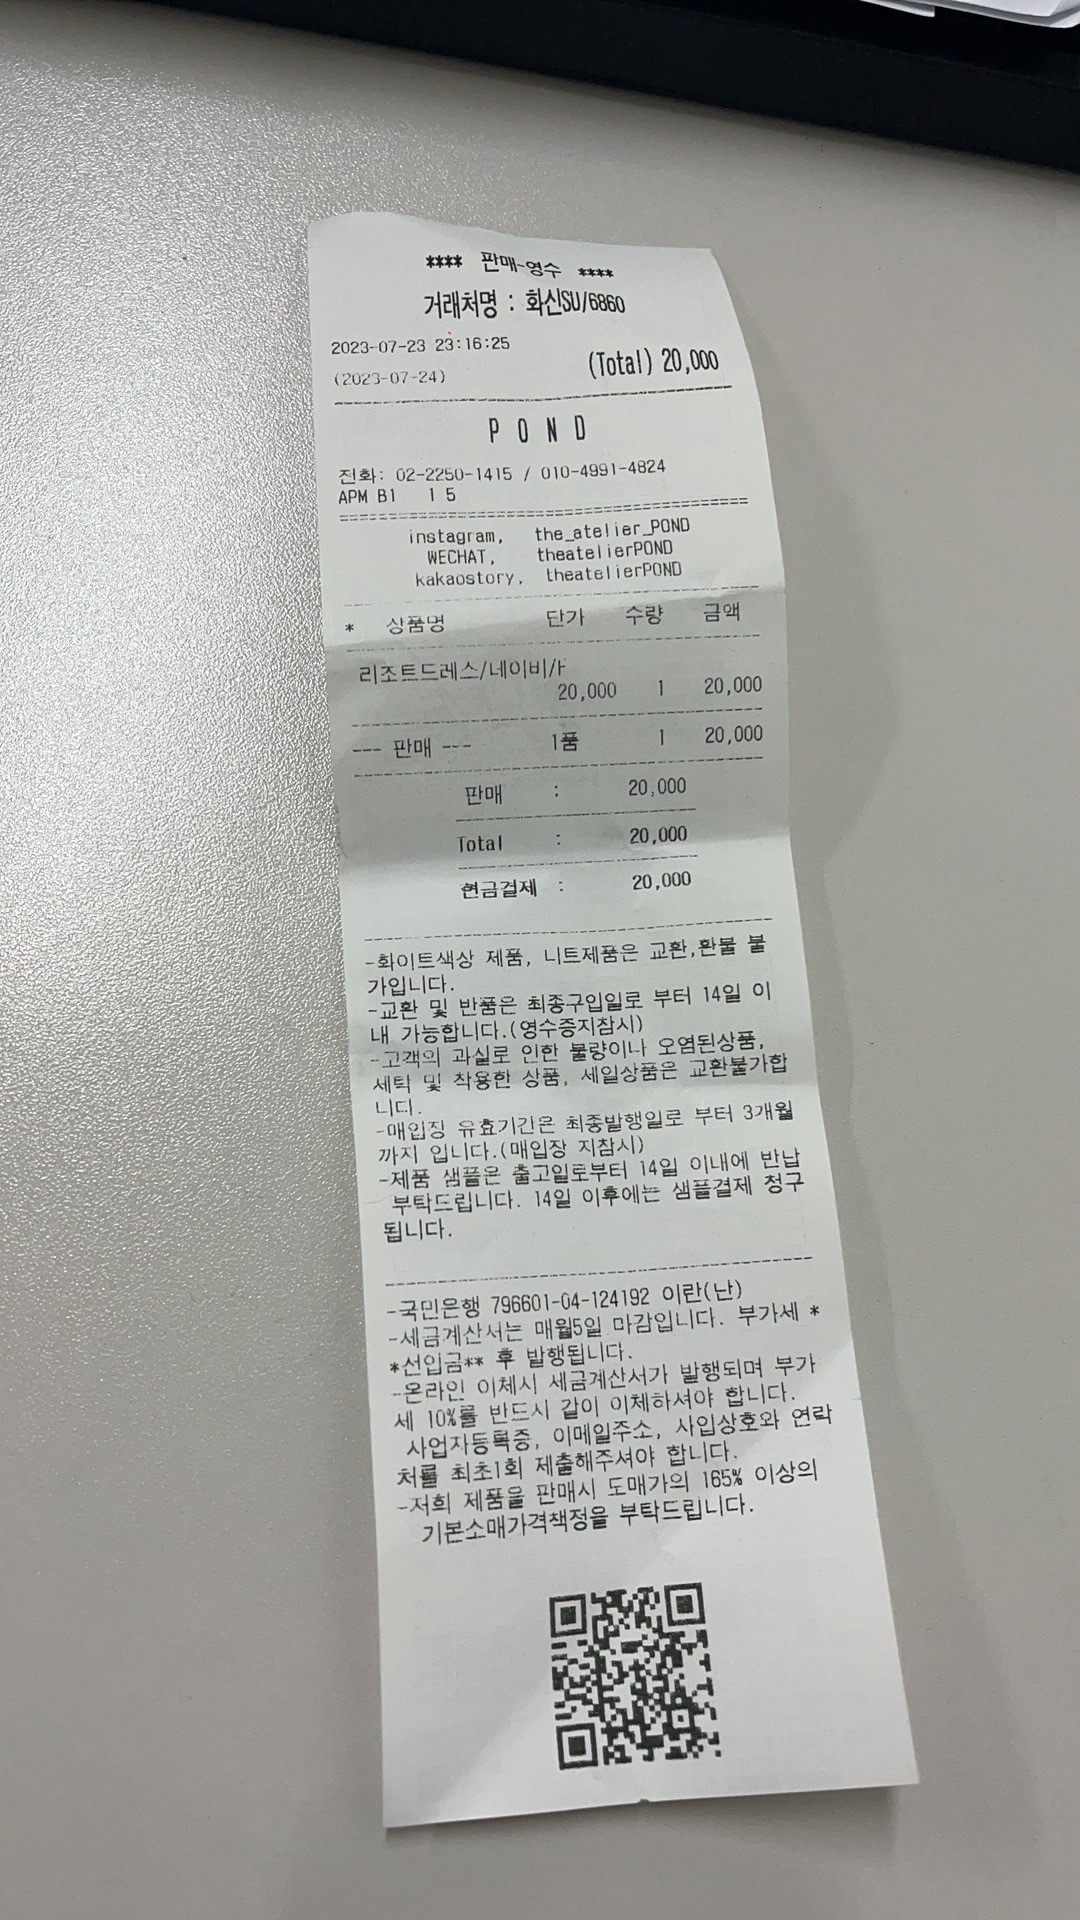 **** 판매-영수 ****
거래처명 : 화신SU/6860
2023-07-23 23:16:25
(Total) 20,000
(2023-07-24)
P O N D
전화: 02-2250-1415 / 010-4991-4824
APM B1 1 5
instagram, the_atelier_POND
WECHAT, theatelierPOND
kakaostory, theatelierPOND
* 상품명 단가 수량 금액
리조트드레스/네이비/F
20,000 1 20,000
--- 판매 --- 1품 1 20,000
판매 : 20,000
Total : 20,000
현금결제 : 20,000
-화이트색상 제품, 니트제품은 교환,환불 불
가입니다.
-교환 및 반품은 최종구입일로 부터 14일 이
내 가능합니다.(영수증지참시)
-고객의 과실로 인한 불량이나 오염된상품,
세탁 및 착용한 상품, 세일상품은 교환불가합
니다.
-매입장 유효기간은 최종발행일로 부터 3개월
까지 입니다.(매입장 지참시)
-제품 샘플은 출고일로부터 14일 이내에 반납
부탁드립니다. 14일 이후에는 샘플결제 청구
됩니다.
-국민은행 796601-04-124192 이란(난)
-세금계산서는 매월5일 마감입니다. 부가세 *
*선입금** 후 발행됩니다.
-온라인 이체시 세금계산서가 발행되며 부가
세 10%를 반드시 같이 이체하셔야 합니다.
사업자등록증, 이메일주소, 사입상호와 연락
처를 최초1회 제출해주셔야 합니다.
-저희 제품을 판매시 도매가의 165% 이상의
기본소매가격책정을 부탁드립니다.